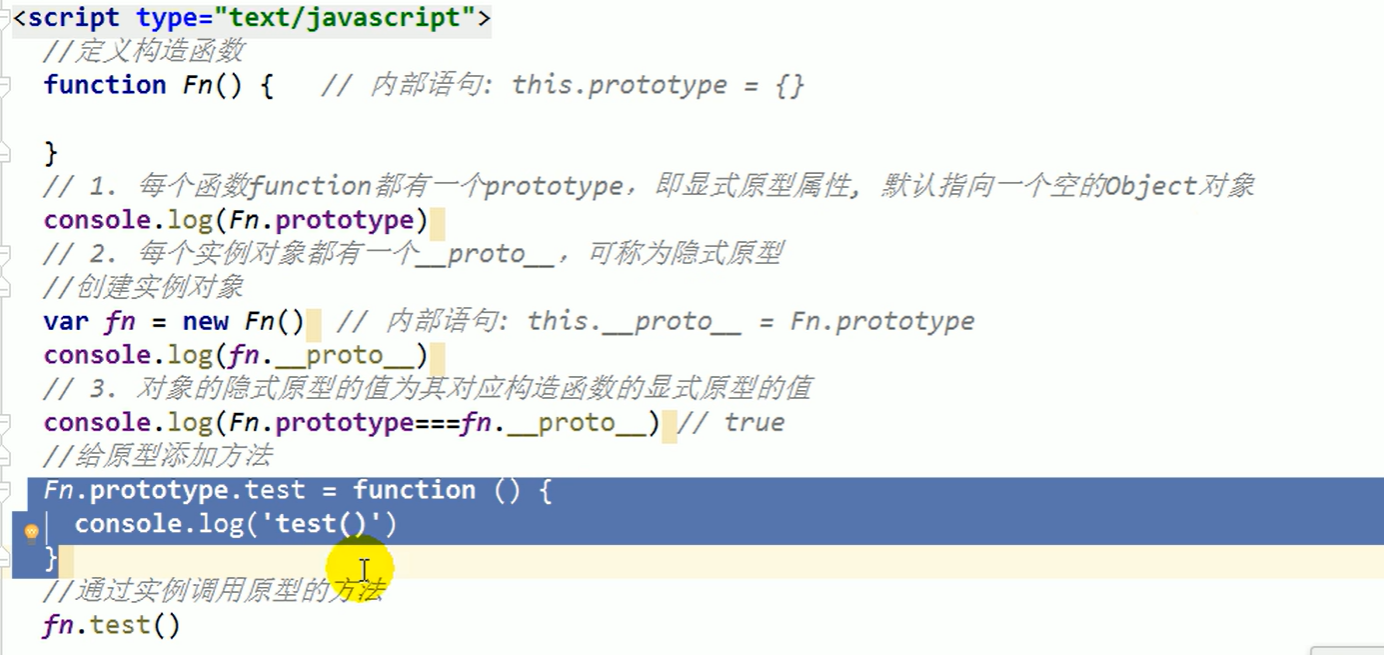 <script type="text/javascript">
//定义构造函数
function Fn() {   // 内部语句: this.prototype = {}
}
// 1. 每个函数function都有一个prototype，即显式原型属性, 默认指向一个空的Object对象
console.log(Fn.prototype)
// 2. 每个实例对象都有一个__proto__，可称为隐式原型
//创建实例对象
var fn = new Fn()  // 内部语句: this.__proto__ = Fn.prototype
console.log(fn.__proto__)
// 3. 对象的隐式原型的值为其对应构造函数的显式原型的值
console.log(Fn.prototype===fn.__proto__) // true
//给原型添加方法
Fn.prototype.test = function () {
  console.log('test()')
}
//通过实例调用原型的方法
fn.test()